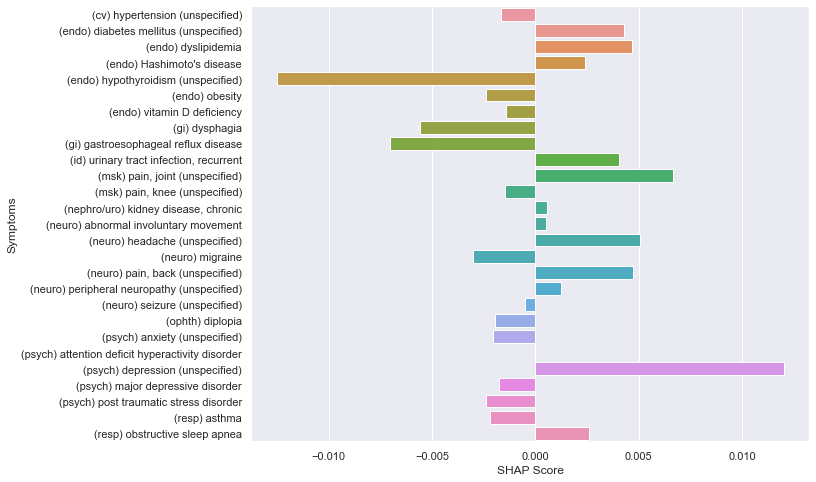 (cv) hypertension (unspecified)
(endo) diabetes mellitus (unspecified)
(endo) dyslipidemia
(endo) Hashimoto's disease
(endo) hypothyroidism (unspecified)
(endo) obesity
(endo) vitamin D deficiency
(gi) dysphagia
(gi) gastroesophageal reflux disease
(id) urinary tract infection, recurrent
(msk) pain, joint (unspecified)
(msk) pain, knee (unspecified)
(nephro/uro) kidney disease, chronic
(neuro) abnormal involuntary movement
(neuro) headache (unspecified)
(neuro) migraine
(neuro) pain, back (unspecified)
(neuro) peripheral neuropathy (unspecified)
(neuro) seizure (unspecified)
(ophth) diplopia
(psych) anxiety (unspecified)
(psych) attention deficit hyperactivity disorder
(psych) depression (unspecified)
(psych) major depressive disorder
(psych) post traumatic stress disorder
(resp) asthma
(resp) obstructive sleep apnea
Symptoms
−0.010 −0.005 0.000 0.005 0.010
SHAP Score